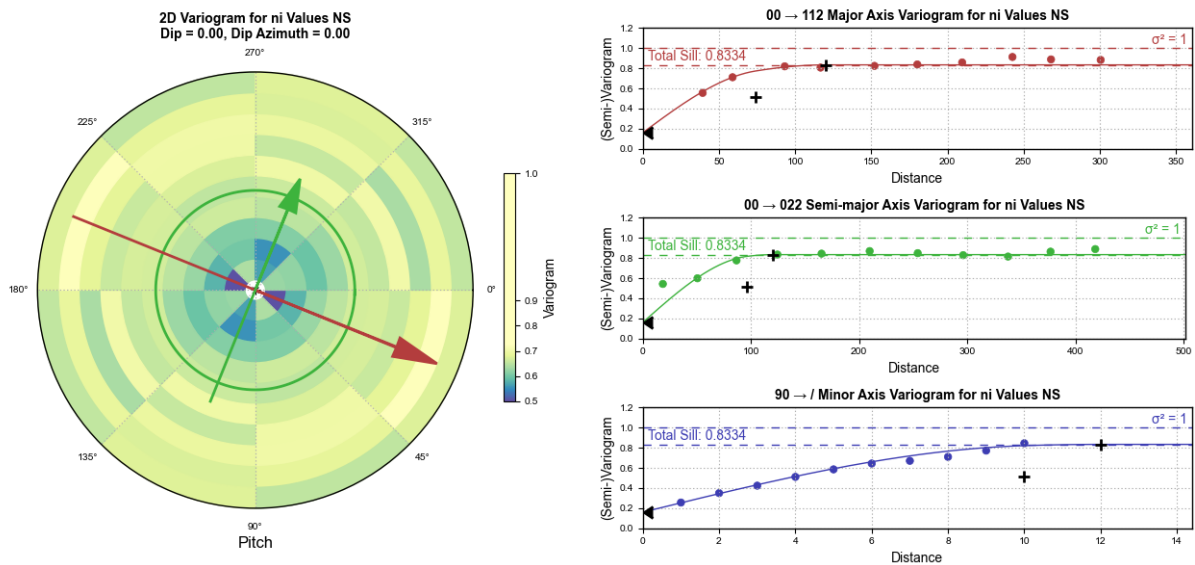 2D Variogram for ni Values NS
Dip = 0.00, Dip Azimuth = 0.00
270°
225°
315°
180°
0°
135°
45°
90°
Pitch
1.0
0.9
0.8
0.7
0.6
0.5
Variogram
00 → 112 Major Axis Variogram for ni Values NS
σ² = 1
Total Sill: 0.8334
(Semi-)Variogram
1.2
1.0
0.8
0.6
0.4
0.2
0.0
0 50 100 150 200 250 300 350
Distance
00 → 022 Semi-major Axis Variogram for ni Values NS
σ² = 1
Total Sill: 0.8334
(Semi-)Variogram
1.2
1.0
0.8
0.6
0.4
0.2
0.0
0 100 200 300 400 500
Distance
90 → / Minor Axis Variogram for ni Values NS
σ² = 1
Total Sill: 0.8334
(Semi-)Variogram
1.2
1.0
0.8
0.6
0.4
0.2
0.0
0 2 4 6 8 10 12 14
Distance